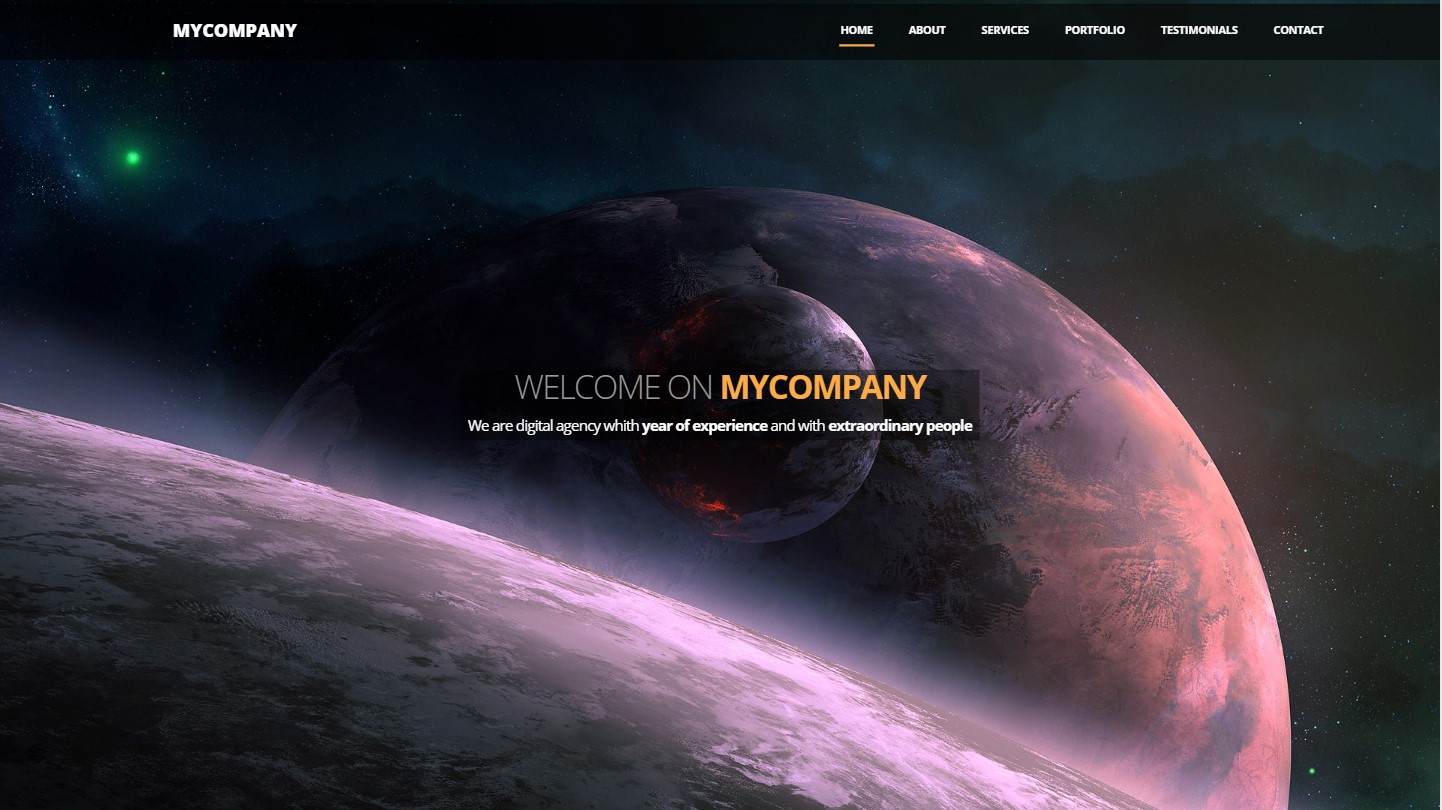 MYCOMPANY
HOME ABOUT SERVICES PORTFOLIO TESTIMONIALS CONTACT
WELCOME ON MYCOMPANY
We are digital agency whith year of experience and with extraordinary people